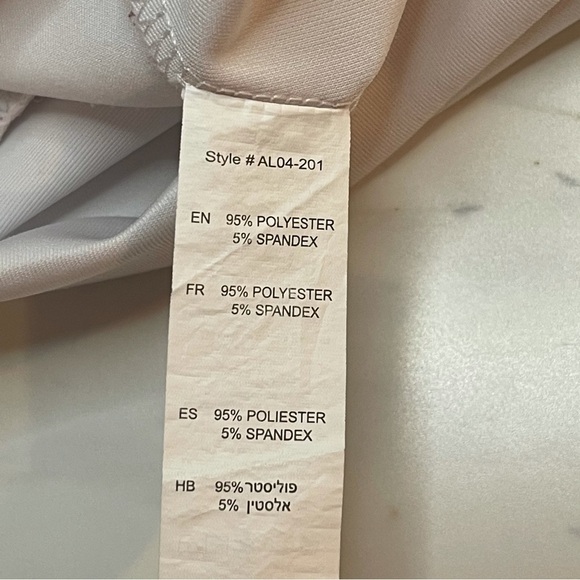 Style # AL04-201
EN 95% POLYESTER
5% SPANDEX
FR 95% POLYESTER
5% SPANDEX
ES 95% POLIESTER
5% SPANDEX
HB 95% פוליסטר
5% אלסטין